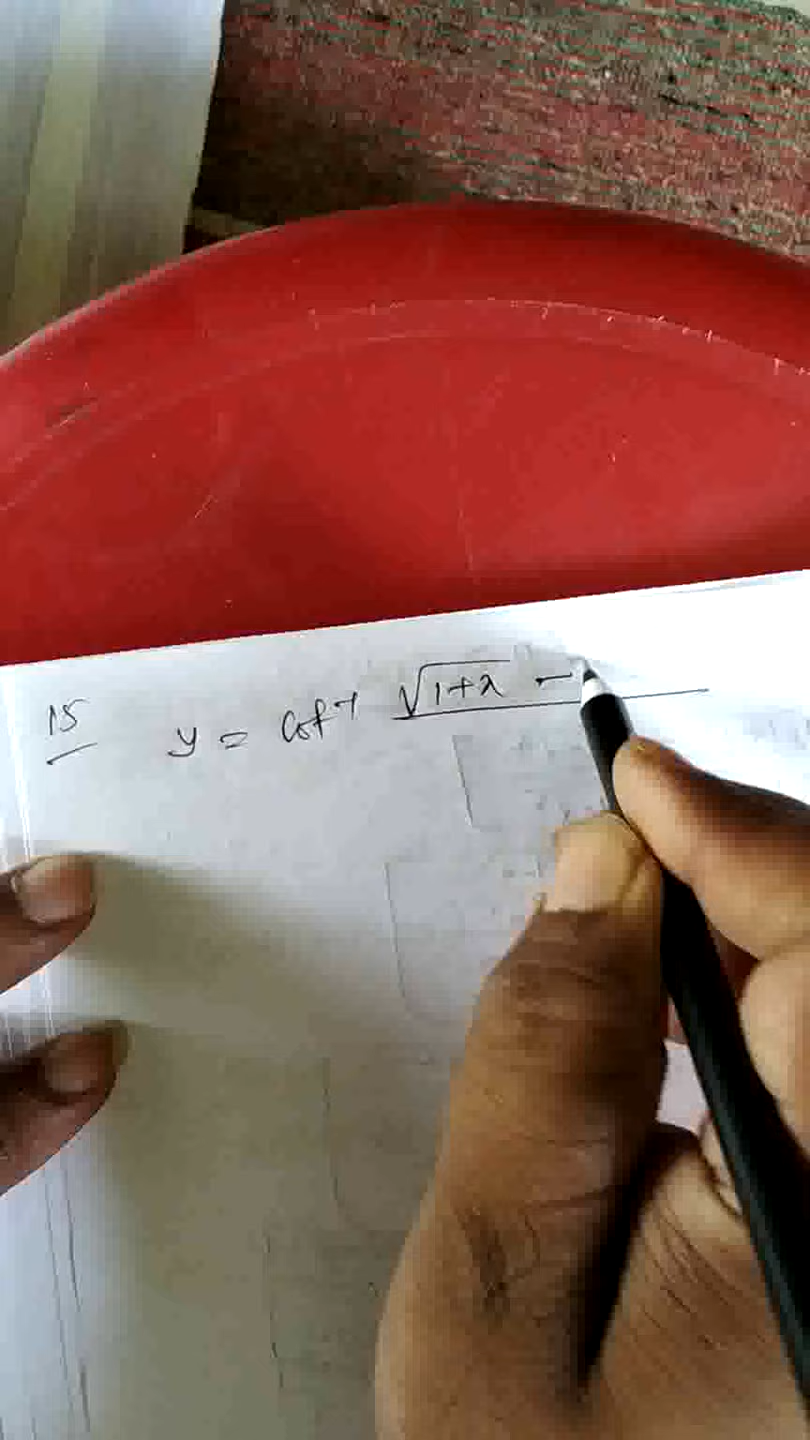 15 y = Cot⁻¹ √1+x −